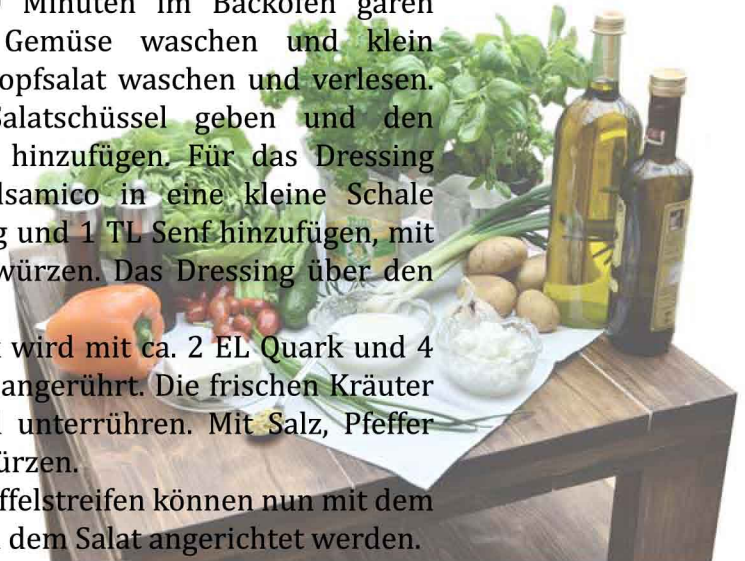 Minuten im Backofen garen
Gemüse waschen und klein
opfsalat waschen und verlesen.
Salatschüssel geben und den
hinzufügen. Für das Dressing
lsamico in eine kleine Schale
g und 1 TL Senf hinzufügen, mit
würzen. Das Dressing über den
wird mit ca. 2 EL Quark und 4
angerührt. Die frischen Kräuter
unterrühren. Mit Salz, Pfeffer
ürzen.
ffelstreifen können nun mit dem
dem Salat angerichtet werden.